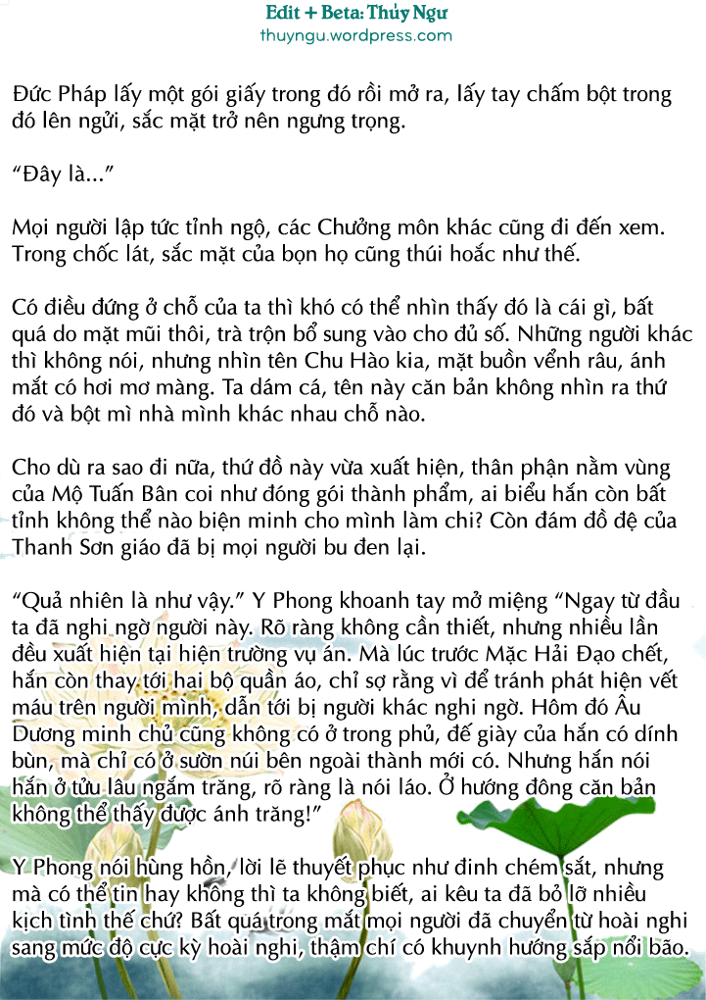 Edit + Beta: Thủy Ngư
thuyngu.wordpress.com
Đức Pháp lấy một gói giấy trong đó rồi mở ra, lấy tay chấm bột trong
đó lên ngửi, sắc mặt trở nên ngưng trọng.
“Đây là...”
Mọi người lập tức tỉnh ngộ, các Chưởng môn khác cũng đi đến xem.
Trong chốc lát, sắc mặt của bọn họ cũng thúi hoắc như thế.
Có điều đứng ở chỗ của ta thì khó có thể nhìn thấy đó là cái gì, bất
quá do mặt mũi thôi, trà trộn bổ sung vào cho đủ số. Những người khác
thì không nói, nhưng nhìn tên Chu Hào kia, mặt buồn vểnh râu, ánh
mắt có hơi mơ màng. Ta dám cá, tên này căn bản không nhìn ra thứ
đó và bột mì nhà mình khác nhau chỗ nào.
Cho dù ra sao đi nữa, thứ đồ này vừa xuất hiện, thân phận nằm vùng
của Mộ Tuấn Bân coi như đóng gói thành phẩm, ai biểu hắn còn bất
tỉnh không thể nào biện minh cho mình làm chi? Còn đám đồ đệ của
Thanh Sơn giáo đã bị mọi người bu đen lại.
“Quả nhiên là như vậy.” Y Phong khoanh tay mở miệng “Ngay từ đầu
ta đã nghi ngờ người này. Rõ ràng không cần thiết, nhưng nhiều lần
đều xuất hiện tại hiện trường vụ án. Mà lúc trước Mặc Hải Đạo chết,
hắn còn thay tới hai bộ quần áo, chỉ sợ rằng vì để tránh phát hiện vết
máu trên người mình, dẫn tới bị người khác nghi ngờ. Hôm đó Âu
Dương minh chủ cũng không có ở trong phủ, đế giày của hắn có dính
bùn, mà chỉ có ở sườn núi bên ngoài thành mới có. Nhưng hắn nói
hắn ở tửu lâu ngắm trăng, rõ ràng là nói láo. Ở hướng đông căn bản
không thể thấy được ánh trăng!”
Y Phong nói hùng hồn, lời lẽ thuyết phục như đinh chém sắt, nhưng
mà có thể tin hay không thì ta không biết, ai kêu ta đã bỏ lỡ nhiều
kịch tình thế chứ? Bất quá trong mắt mọi người đã chuyển từ hoài nghi
sang mức độ cực kỳ hoài nghi, thậm chí có khuynh hướng sắp nổi bão.